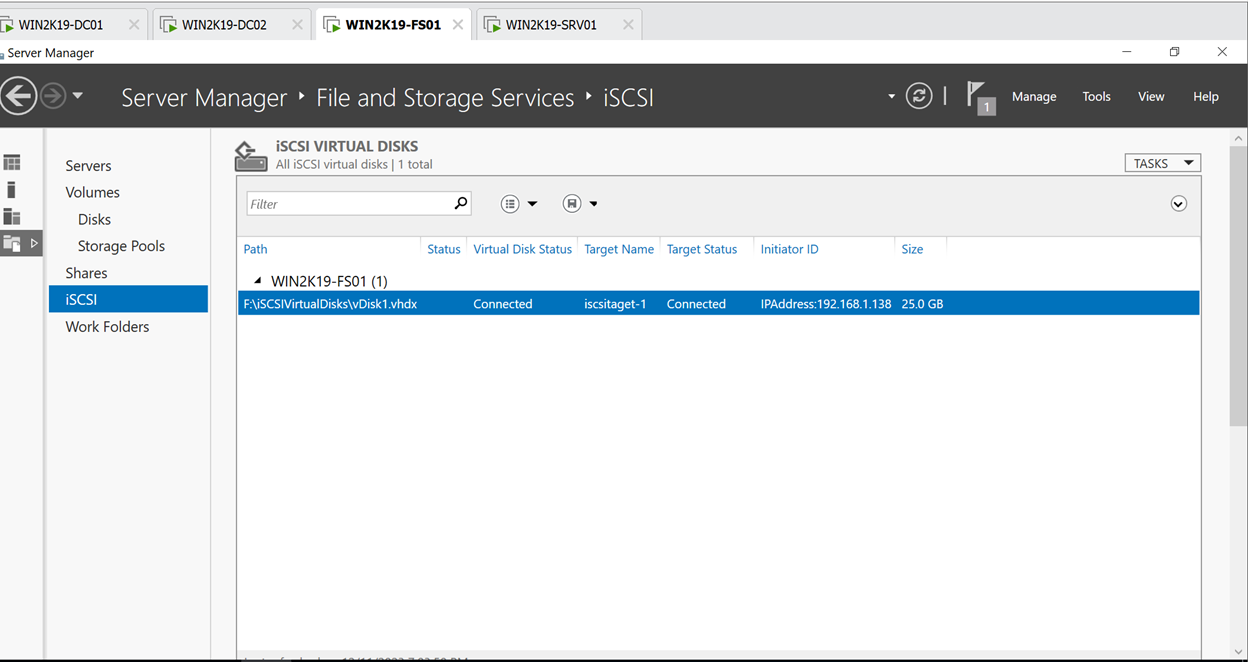 WIN2K19-DC01 WIN2K19-DC02 WIN2K19-FS01 WIN2K19-SRV01
Server Manager
Server Manager File and Storage Services iSCSI 1 Manage Tools View Help
Servers
Volumes
Disks
Storage Pools
Shares
iSCSI
Work Folders
iSCSI VIRTUAL DISKS
All iSCSI virtual disks | 1 total
TASKS
Filter
Path Status Virtual Disk Status Target Name Target Status Initiator ID Size
WIN2K19-FS01 (1)
F:\iSCSIVirtualDisks\vDisk1.vhdx Connected iscsitaget-1 Connected IPAddress:192.168.1.138 25.0 GB